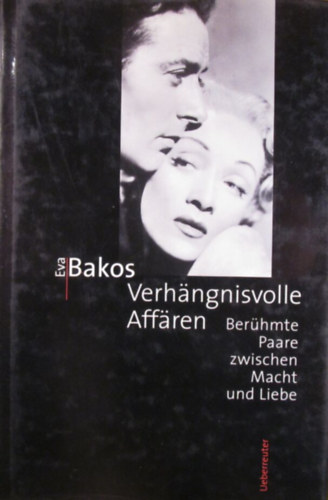 Eva
Bakos
Verhängnisvolle
Affären
Berühmte
Paare
zwischen
Macht
und Liebe
Ueberreuter